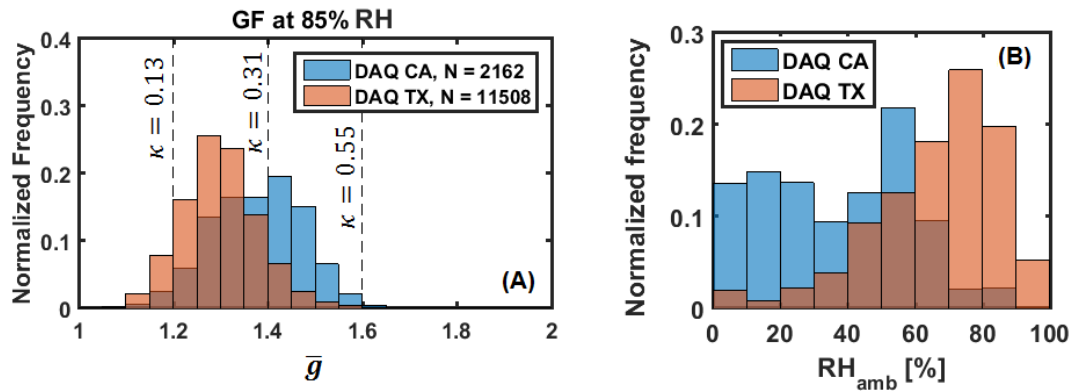 GF at 85% RH
Normalized Frequency
0.4
0.3
0.2
0.1
0
κ = 0.13
κ = 0.31
κ = 0.55
DAQ CA, N = 2162
DAQ TX, N = 11508
(A)
1 1.2 1.4 1.6 1.8 2
g̅
Normalized frequency
0.3
0.2
0.1
0
DAQ CA
DAQ TX
(B)
0 20 40 60 80 100
RH_amb [%]